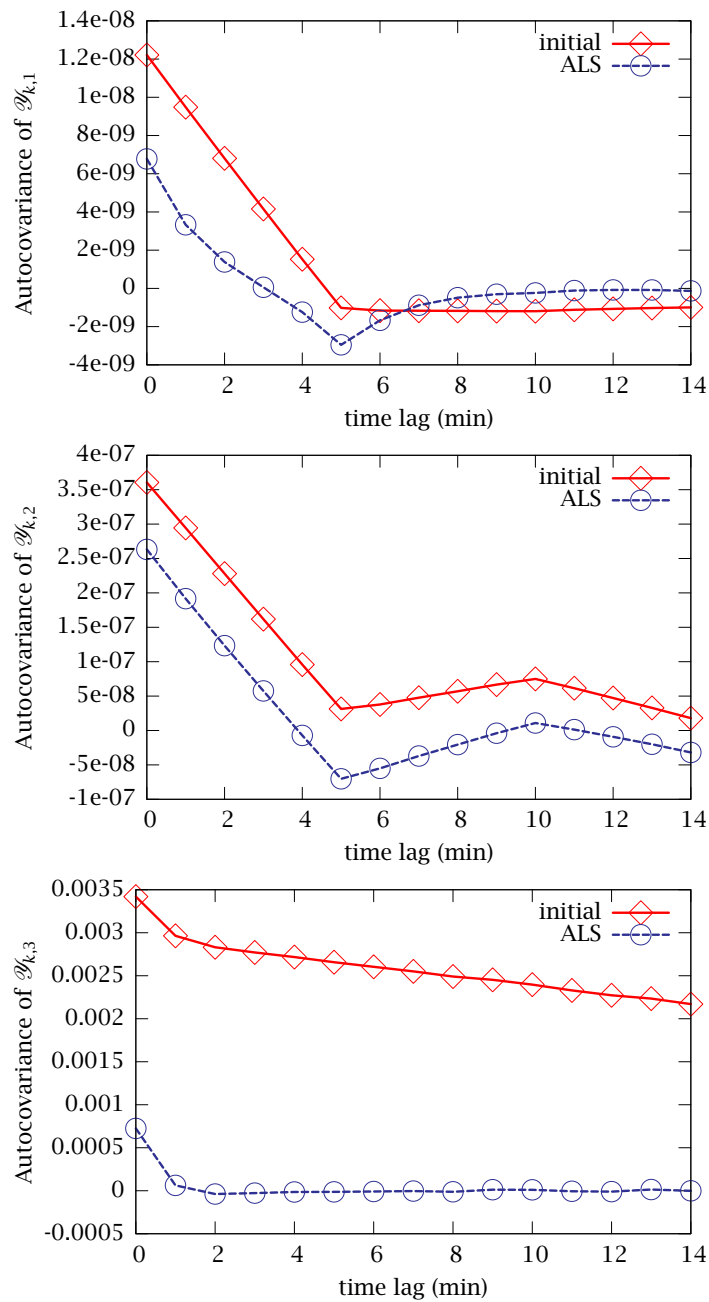 1.4e-08
1.2e-08
1e-08
8e-09
6e-09
4e-09
2e-09
0
-2e-09
-4e-09
Autocovariance of 𝒴k,1
initial
ALS
0 2 4 6 8 10 12 14
time lag (min)
4e-07
3.5e-07
3e-07
2.5e-07
2e-07
1.5e-07
1e-07
5e-08
0
-5e-08
-1e-07
Autocovariance of 𝒴k,2
initial
ALS
0 2 4 6 8 10 12 14
time lag (min)
0.0035
0.003
0.0025
0.002
0.0015
0.001
0.0005
0
-0.0005
Autocovariance of 𝒴k,3
initial
ALS
0 2 4 6 8 10 12 14
time lag (min)